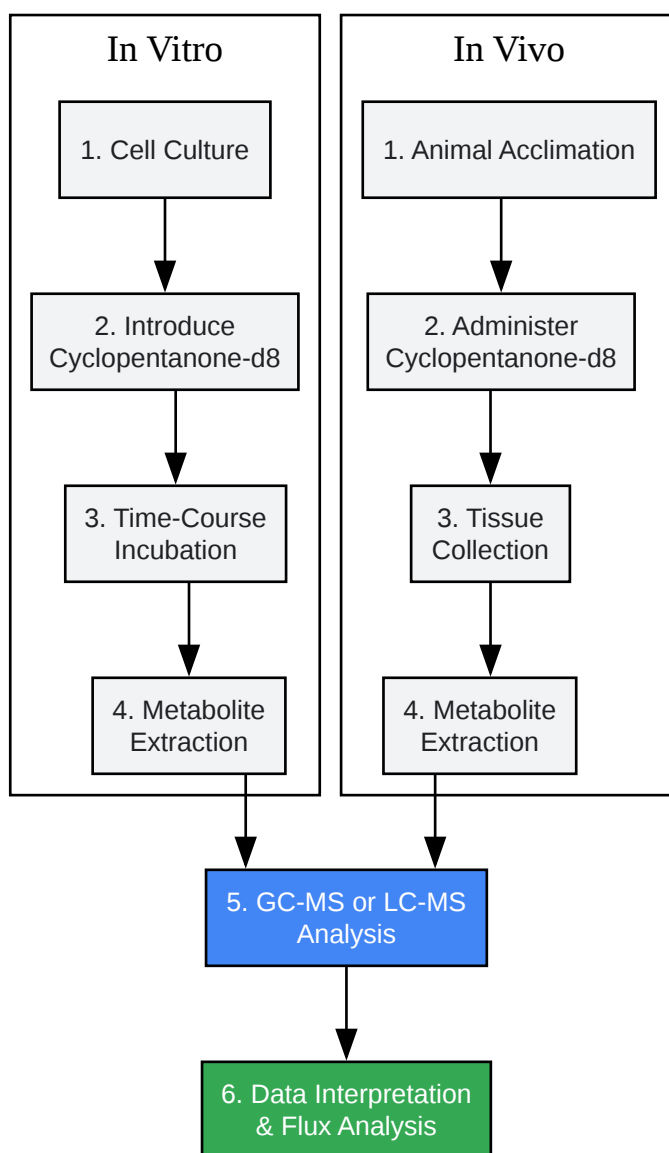 In Vitro
1. Cell Culture
2. Introduce
Cyclopentanone-d8
3. Time-Course
Incubation
4. Metabolite
Extraction
In Vivo
1. Animal Acclimation
2. Administer
Cyclopentanone-d8
3. Tissue
Collection
4. Metabolite
Extraction
5. GC-MS or LC-MS
Analysis
6. Data Interpretation
& Flux Analysis